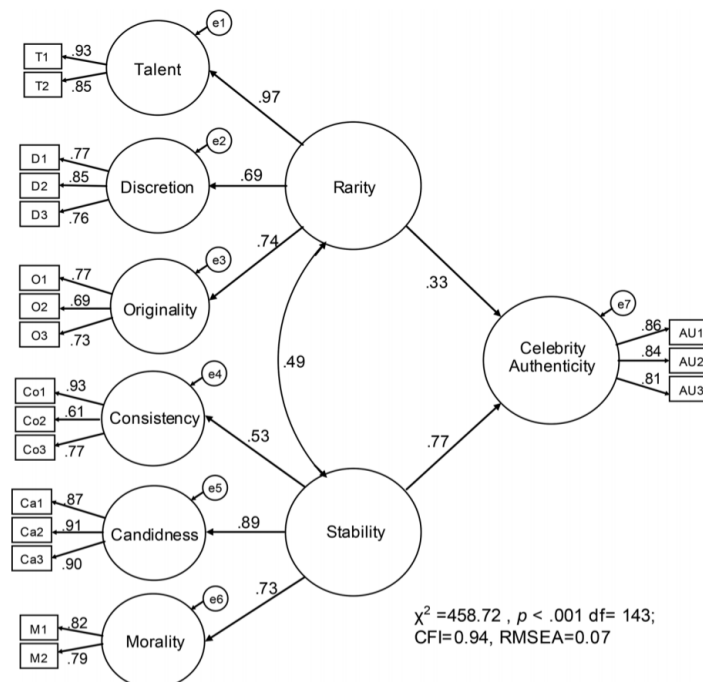 e1
T1
.93
T2
.85
Talent
.97
e2
D1
.77
D2
.85
D3
.76
Discretion
.69
Rarity
e3
O1
.77
O2
.69
O3
.73
Originality
.74
.33
e7
Celebrity
Authenticity
.86
AU1
.84
AU2
.81
AU3
.49
e4
Co1
.93
Co2
.61
Co3
.77
Consistency
.53
.77
e5
Ca1
.87
Ca2
.91
Ca3
.90
Candidness
.89
Stability
e6
M1
.82
M2
.79
Morality
.73
χ² =458.72 , p < .001 df= 143;
CFI=0.94, RMSEA=0.07